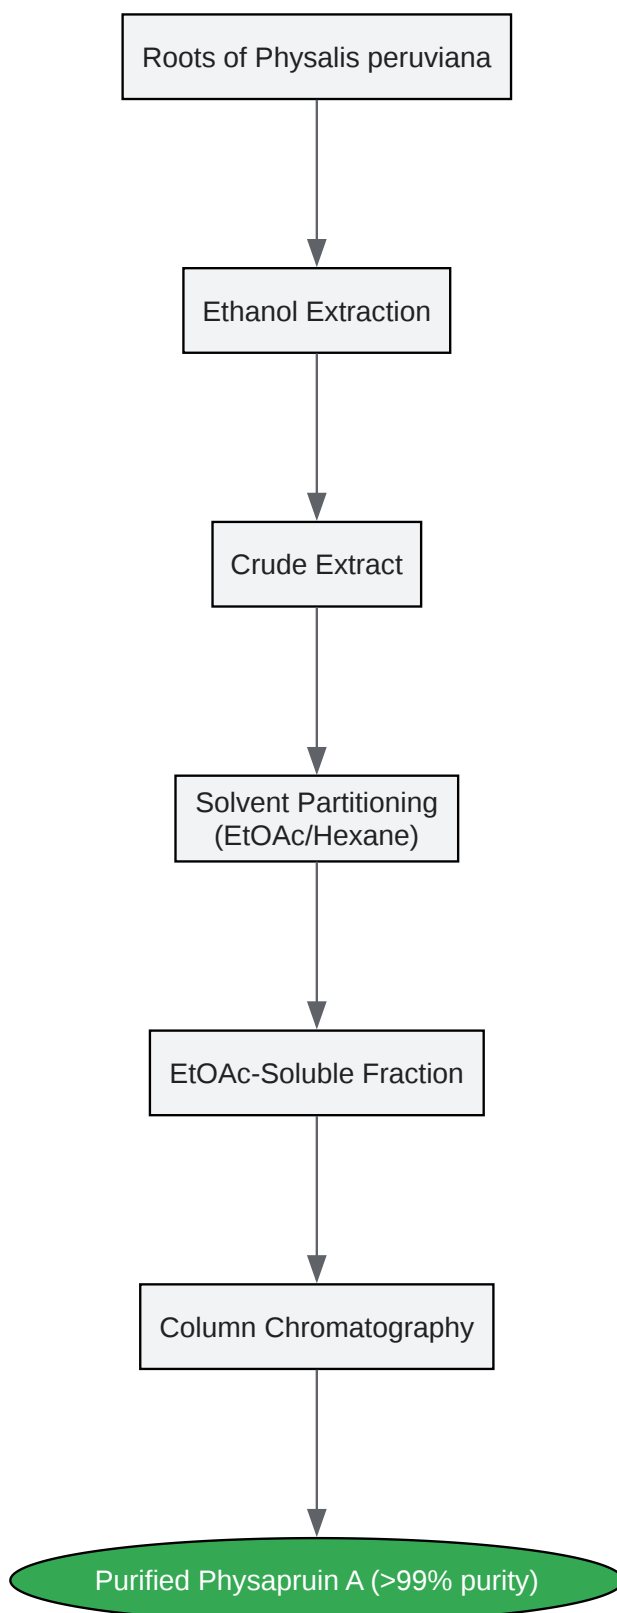 Roots of Physalis peruviana
Ethanol Extraction
Crude Extract
Solvent Partitioning
(EtOAc/Hexane)
EtOAc-Soluble Fraction
Column Chromatography
Purified Physapruin A (>99% purity)